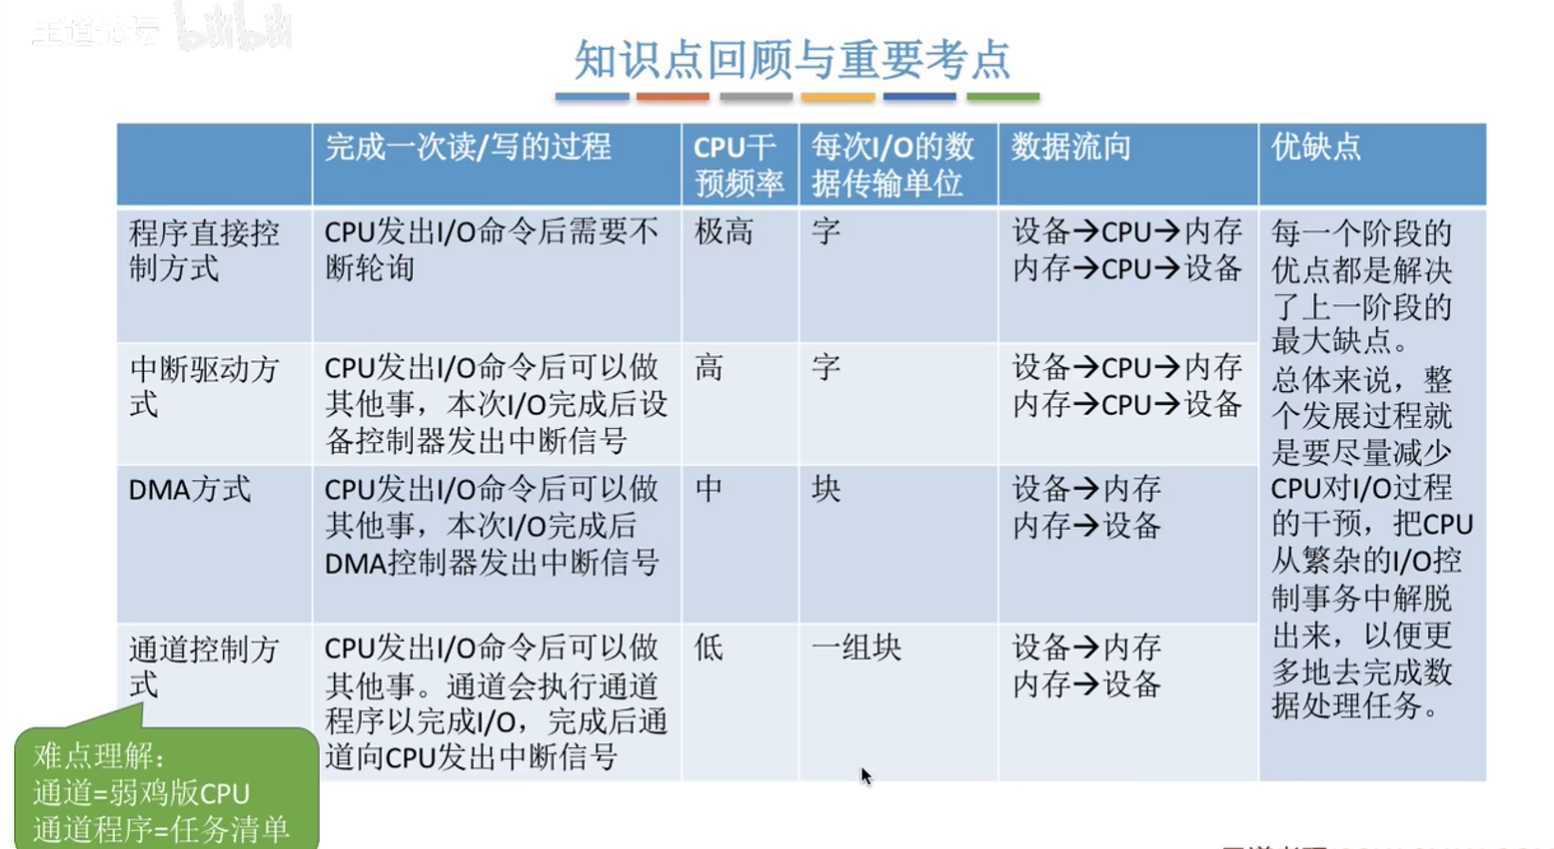 王道论坛 bilibili
知识点回顾与重要考点
完成一次读/写的过程
CPU干
预频率
每次I/O的数
据传输单位
数据流向
优缺点
程序直接控
制方式
CPU发出I/O命令后需要不
断轮询
极高
字
设备→CPU→内存
内存→CPU→设备
每一个阶段的
优点都是解决
了上一阶段的
最大缺点。
总体来说，整
个发展过程就
是要尽量减少
CPU对I/O过程
的干预，把CPU
从繁杂的I/O控
制事务中解脱
出来，以便更
多地去完成数
据处理任务。
中断驱动方
式
CPU发出I/O命令后可以做
其他事，本次I/O完成后设
备控制器发出中断信号
高
字
设备→CPU→内存
内存→CPU→设备
DMA方式
CPU发出I/O命令后可以做
其他事，本次I/O完成后
DMA控制器发出中断信号
中
块
设备→内存
内存→设备
通道控制方
式
CPU发出I/O命令后可以做
其他事。通道会执行通道
程序以完成I/O，完成后通
道向CPU发出中断信号
低
一组块
设备→内存
内存→设备
难点理解：
通道=弱鸡版CPU
通道程序=任务清单